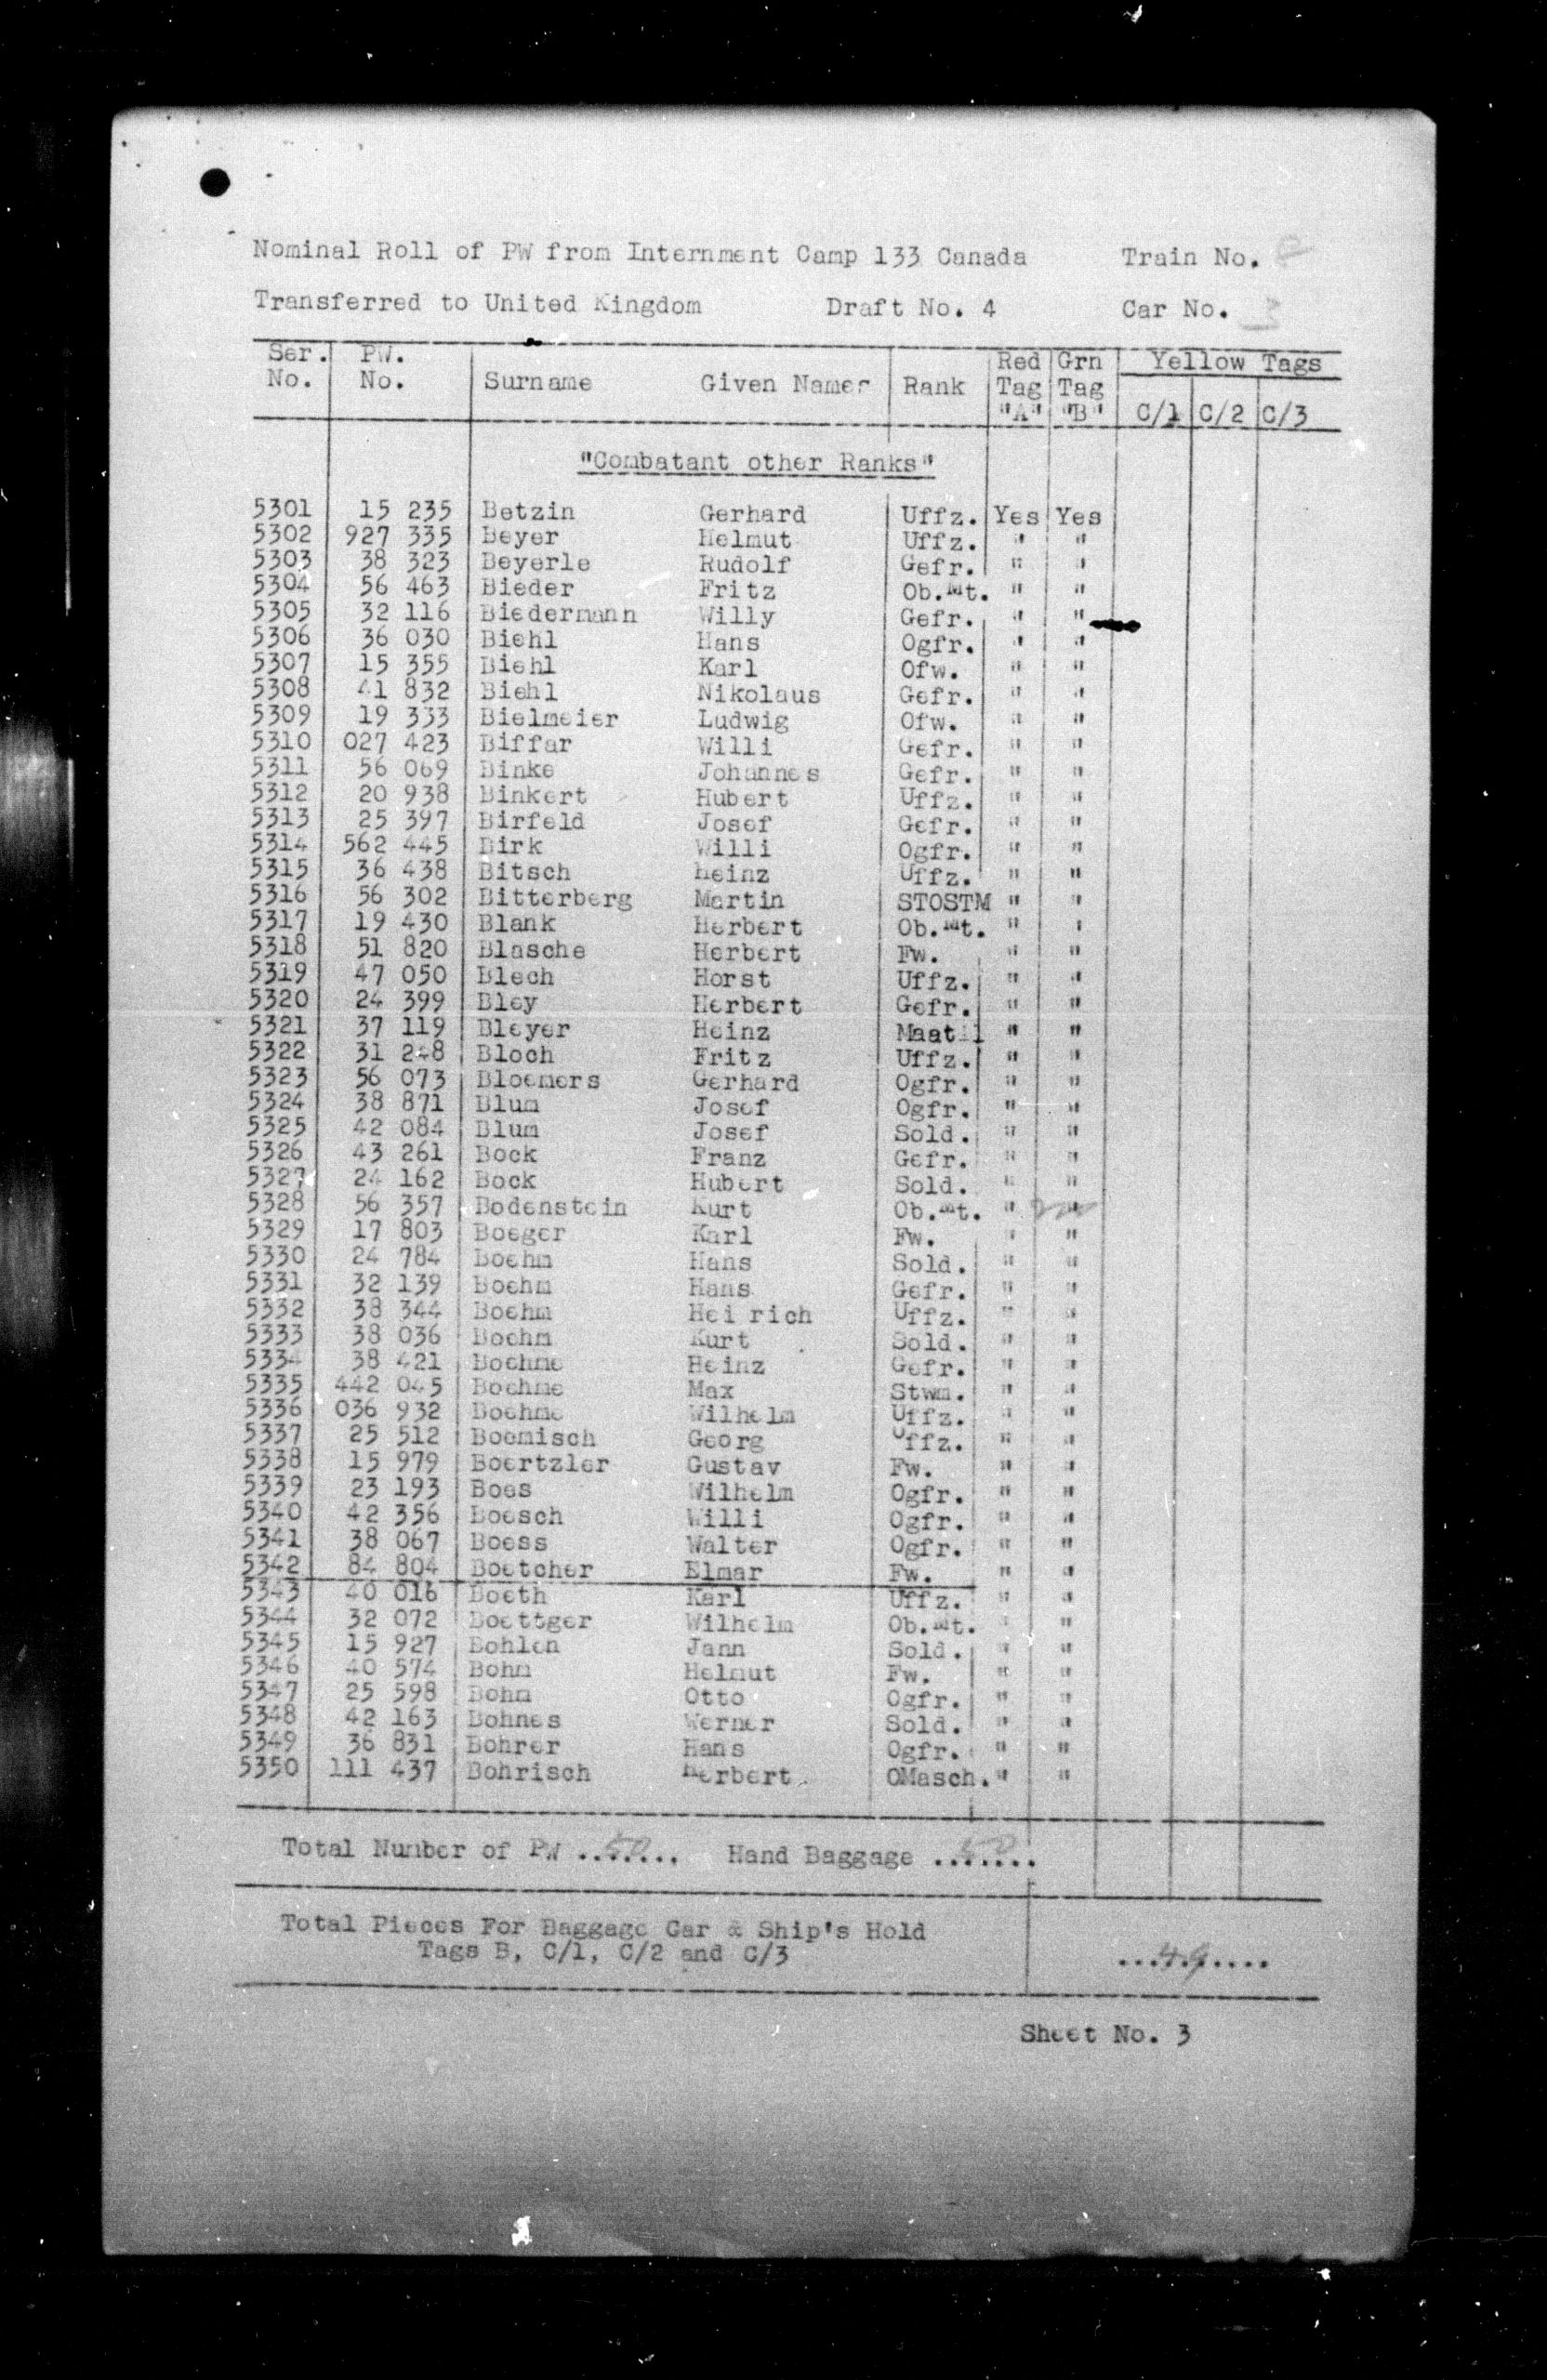 Nominal Roll of PW from Internment Camp 133 Canada Train No.
Transferred to United Kingdom Draft No. 4 Car No. 3
Ser. No. PW. No. Surname Given Names Rank Red Tag "A" Grn Tag "B" Yellow Tags C/1 C/2 C/3
"Combatant other Ranks"
5301 15 235 Betzin Gerhard Uffz. Yes Yes
5302 927 335 Beyer Helmut Uffz. " "
5303 38 323 Beyerle Rudolf Gefr. " "
5304 56 463 Bieder Fritz Ob.Mt. " "
5305 32 116 Biedermann Willy Gefr. " "
5306 36 030 Biehl Hans Ogfr. " "
5307 15 355 Biehl Karl Ofw. " "
5308 41 832 Biehl Nikolaus Gefr. " "
5309 19 333 Bielmeier Ludwig Ofw. " "
5310 027 423 Biffar Willi Gefr. " "
5311 56 069 Binke Johannes Gefr. " "
5312 20 938 Binkert Hubert Uffz. " "
5313 25 397 Birfeld Josef Gefr. " "
5314 562 445 Birk Willi Ogfr. " "
5315 36 438 Bitsch Heinz Uffz. " "
5316 56 302 Bitterberg Martin STOSTM " "
5317 19 430 Blank Herbert Ob.Mt. " "
5318 51 820 Blasche Herbert Fw. " "
5319 47 050 Blech Horst Uffz. " "
5320 24 399 Bley Herbert Gefr. " "
5321 37 119 Bleyer Heinz Maat " "
5322 31 248 Bloch Fritz Uffz. " "
5323 56 073 Bloemers Gerhard Ogfr. " "
5324 38 871 Blum Josef Ogfr. " "
5325 42 084 Blum Josef Sold. " "
5326 43 261 Bock Franz Gefr. " "
5327 24 162 Bock Hubert Sold. " "
5328 56 357 Bodenstein Kurt Ob.Mt. " "
5329 17 803 Boeger Karl Fw. " "
5330 24 784 Boehm Hans Sold. " "
5331 32 139 Boehm Hans Gefr. " "
5332 38 344 Boehm Hei rich Uffz. " "
5333 38 036 Boehm Kurt Sold. " "
5334 38 421 Boehme Heinz Gefr. " "
5335 442 045 Boehme Max Stwm. " "
5336 036 932 Boehme Wilhelm Uffz. " "
5337 25 512 Boemisch Georg Uffz. " "
5338 15 979 Boertzler Gustav Fw. " "
5339 23 193 Boes Wilhelm Ogfr. " "
5340 42 356 Boesch Willi Ogfr. " "
5341 38 067 Boess Walter Ogfr. " "
5342 84 804 Boetcher Elmar Fw. " "
5343 40 016 Boeth Karl Uffz. " "
5344 32 072 Boettger Wilhelm Ob.Mt. " "
5345 15 927 Bohlen Jann Sold. " "
5346 40 574 Bohm Helmut Fw. " "
5347 25 598 Bohm Otto Ogfr. " "
5348 42 163 Bohnes Werner Sold. " "
5349 36 831 Bohrer Hans Ogfr. " "
5350 111 437 Bohrisch Herbert OMasch. " "
Total Number of PW ..50... Hand Baggage ..50...
Total Pieces For Baggage Car & Ship's Hold
Tags B, C/1, C/2 and C/3 ...49....
Sheet No. 3